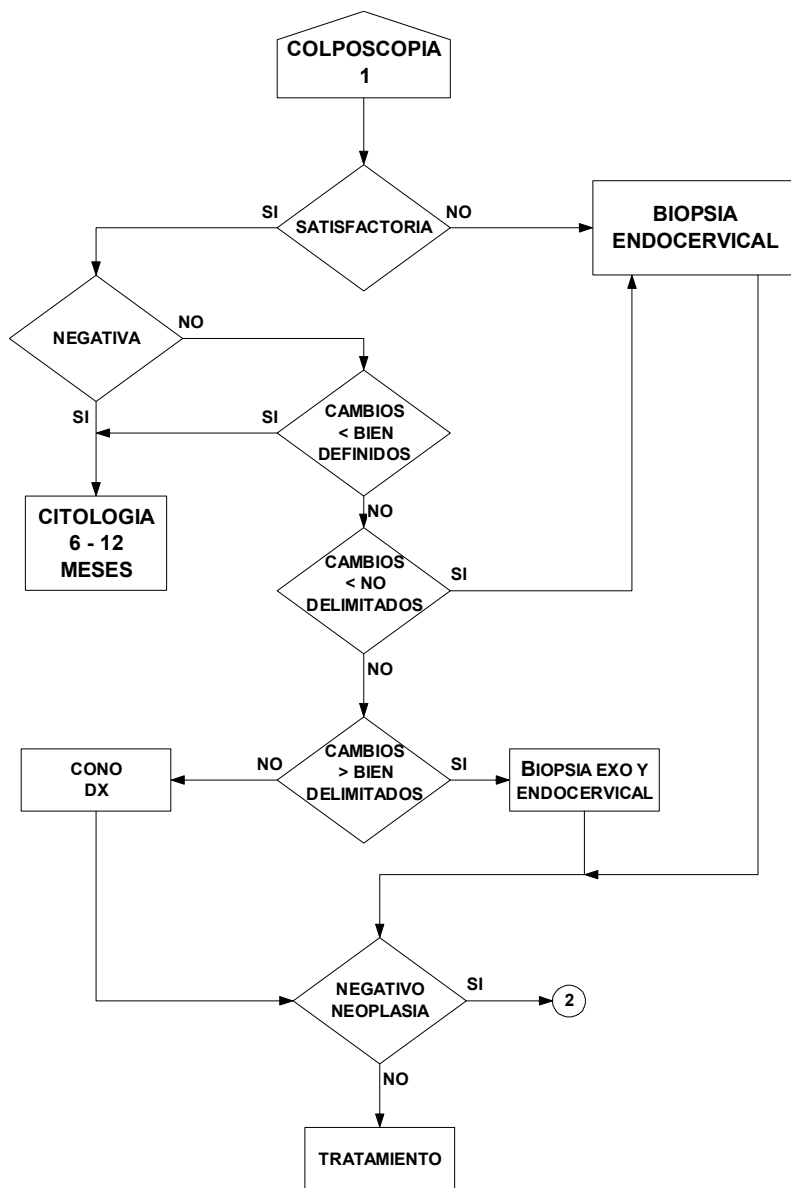 COLPOSCOPIA
1
SI
SATISFACTORIA
NO
BIOPSIA
ENDOCERVICAL
NEGATIVA
NO
SI
SI
CAMBIOS
< BIEN
DEFINIDOS
CITOLOGIA
6 - 12
MESES
NO
CAMBIOS
< NO
DELIMITADOS
SI
NO
CONO
DX
NO
CAMBIOS
> BIEN
DELIMITADOS
SI
BIOPSIA EXO Y
ENDOCERVICAL
NEGATIVO
NEOPLASIA
SI
2
NO
TRATAMIENTO